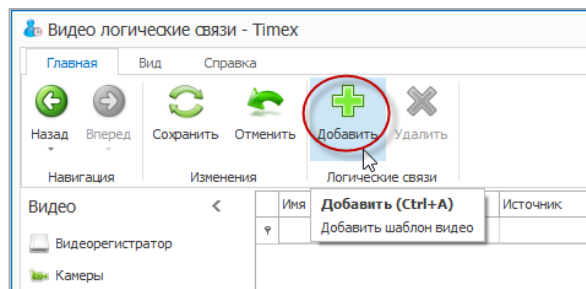 Видео логические связи - Timex
Главная Вид Справка
Назад Вперед Сохранить Отменить Добавить Удалить
Навигация Изменения Логические связи
Видео
Имя Источник
Добавить (Ctrl+A)
Добавить шаблон видео
Видеорегистратор
Камеры